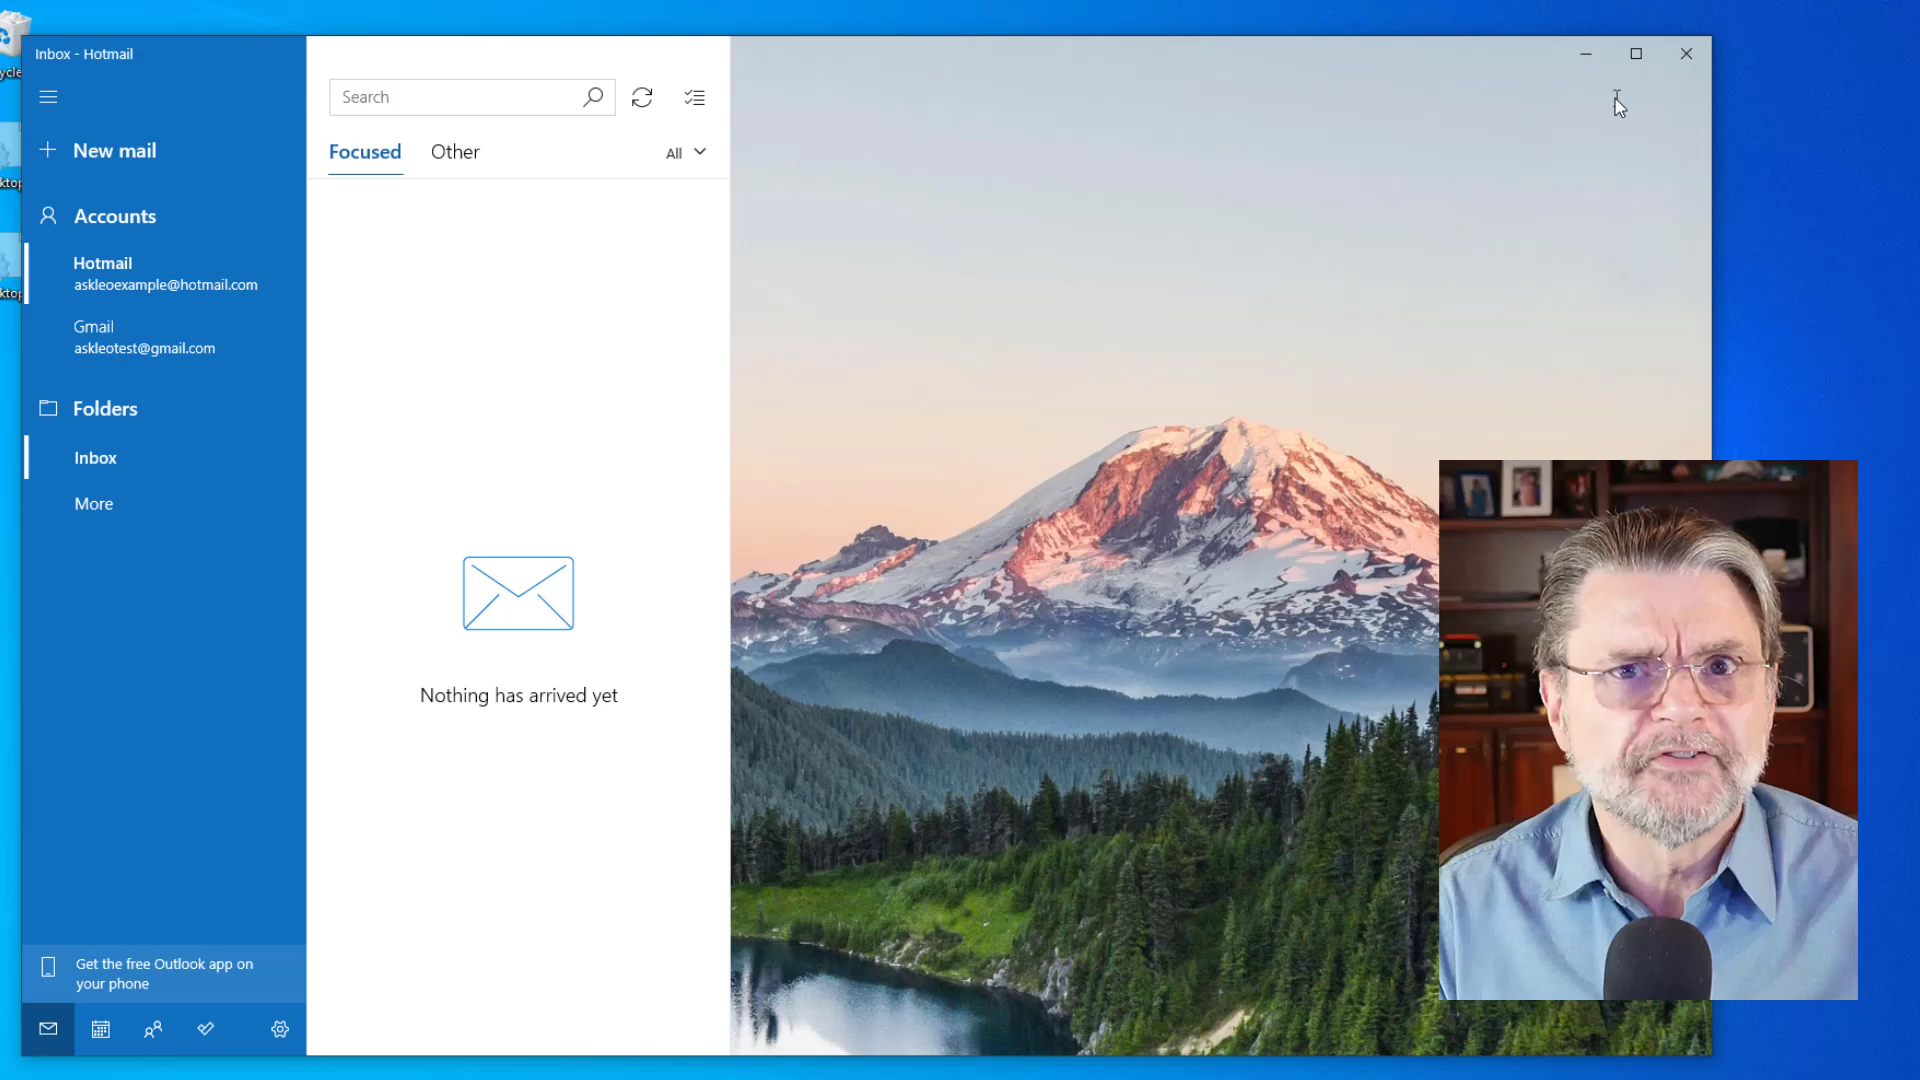 Inbox - Hotmail
Search
New mail
Focused
Other
All
Accounts
Hotmail
askleoexample@hotmail.com
Gmail
askleotest@gmail.com
Folders
Inbox
More
Nothing has arrived yet
Get the free Outlook app on
your phone